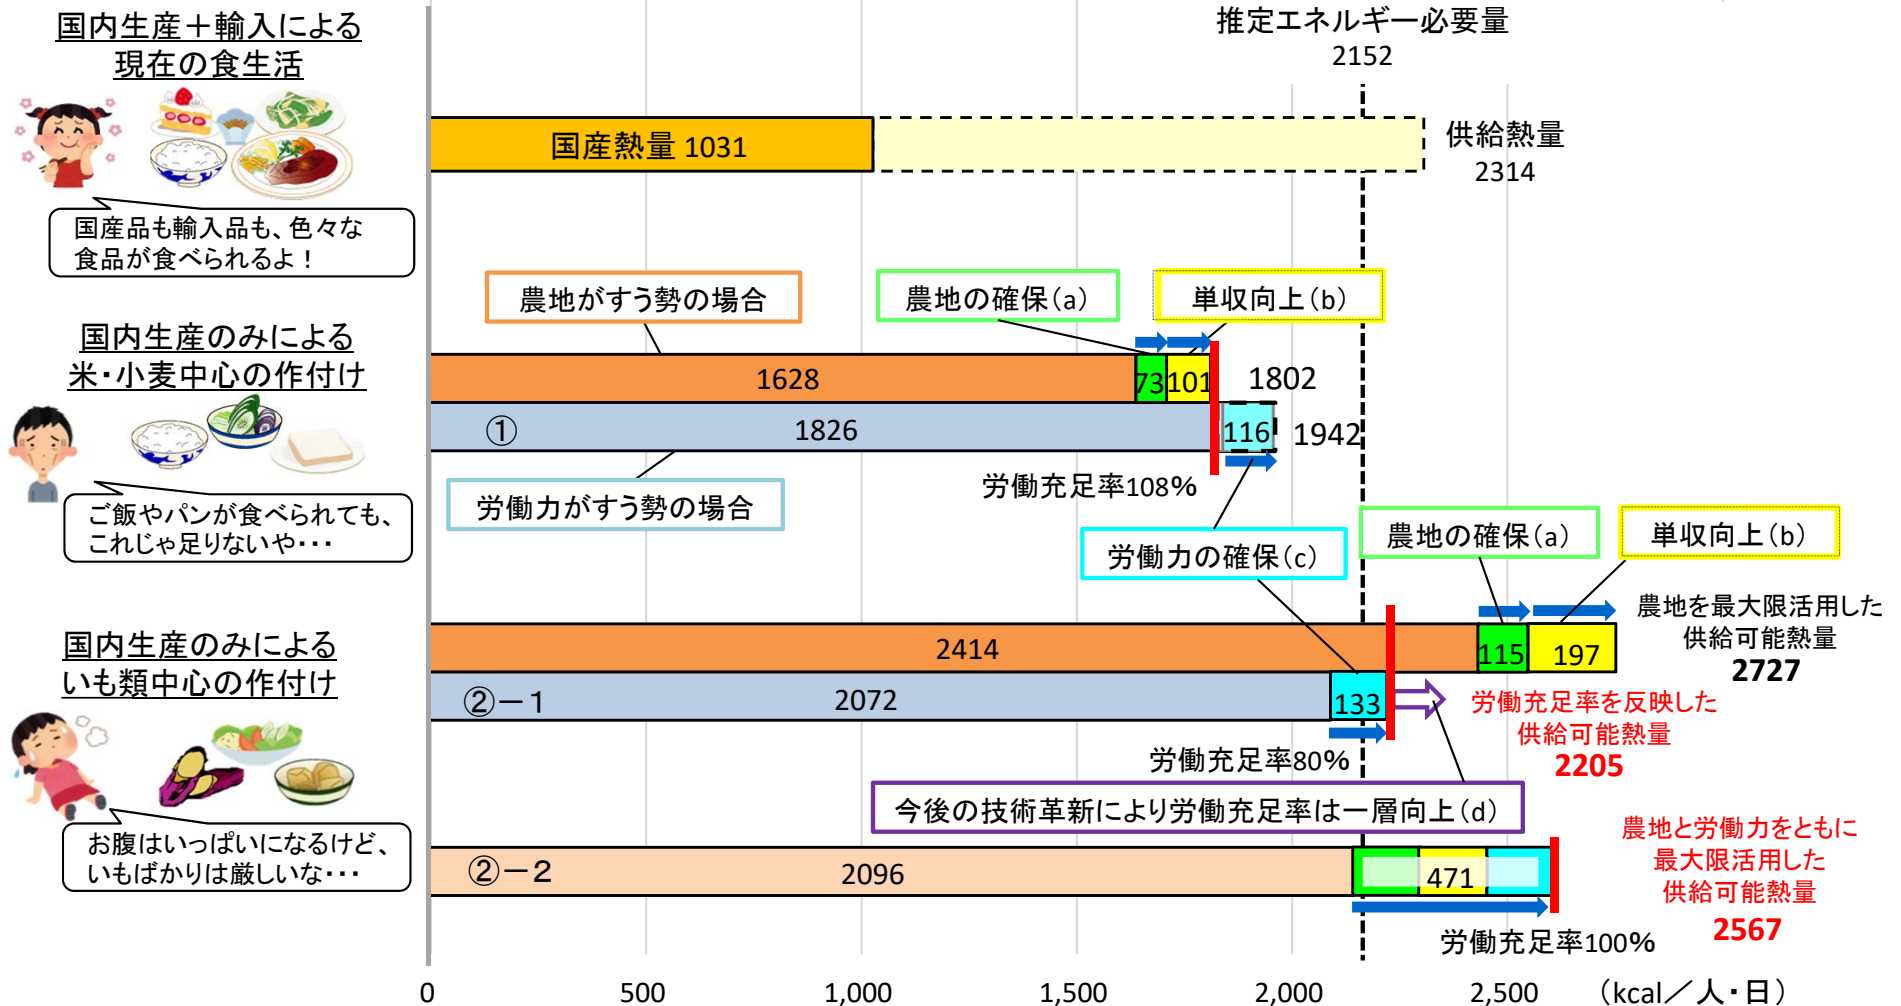 国内生産＋輸入による
現在の食生活
国産品も輸入品も、色々な
食品が食べられるよ！
推定エネルギー必要量
2152
国産熱量 1031
供給熱量
2314
国内生産のみによる
米・小麦中心の作付け
ご飯やパンが食べられても、
これじゃ足りないや・・・
農地がすう勢の場合
農地の確保（a）
単収向上（b）
1628
73
101
1802
①
1826
116
1942
労働充足率108％
労働力がすう勢の場合
労働力の確保（c）
農地の確保（a）
単収向上（b）
国内生産のみによる
いも類中心の作付け
お腹はいっぱいになるけど、
いもばかりは厳しいな・・・
2414
115
197
農地を最大限活用した
供給可能熱量
2727
②－１
2072
133
労働充足率を反映した
供給可能熱量
2205
労働充足率80％
今後の技術革新により労働充足率は一層向上（d）
②－２
2096
471
農地と労働力をともに
最大限活用した
供給可能熱量
2567
労働充足率100％
0
500
1,000
1,500
2,000
2,500
（kcal／人・日）